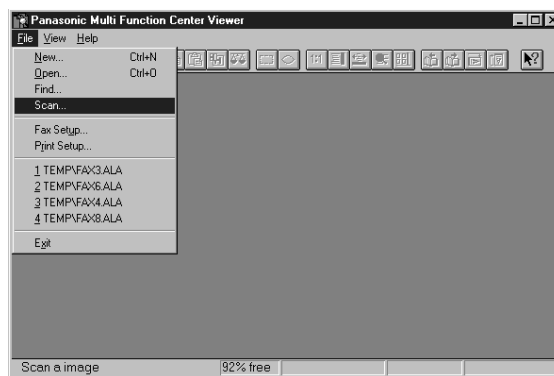 Panasonic Multi Function Center Viewer
File View Help
New... Ctrl+N
Open... Ctrl+O
Find...
Scan...
Fax Setup...
Print Setup...
1 TEMP\FAX3.ALA
2 TEMP\FAX6.ALA
3 TEMP\FAX4.ALA
4 TEMP\FAX8.ALA
Exit
Scan a image 92% free